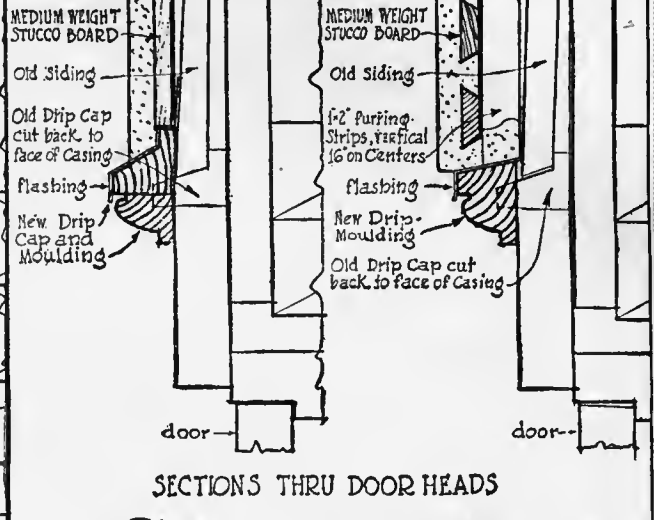 MEDIUM WEIGHT
STUCCO BOARD
Old Siding
Old Drip Cap
cut back to
face of Casing
flashing
New Drip
Cap and
Moulding
door
MEDIUM WEIGHT
STUCCO BOARD
Old Siding
1×2" Furring-
Strips, vertical
16" on Centers
flashing
New Drip-
Moulding
Old Drip Cap cut
back to face of Casing
door
SECTIONS THRU DOOR HEADS